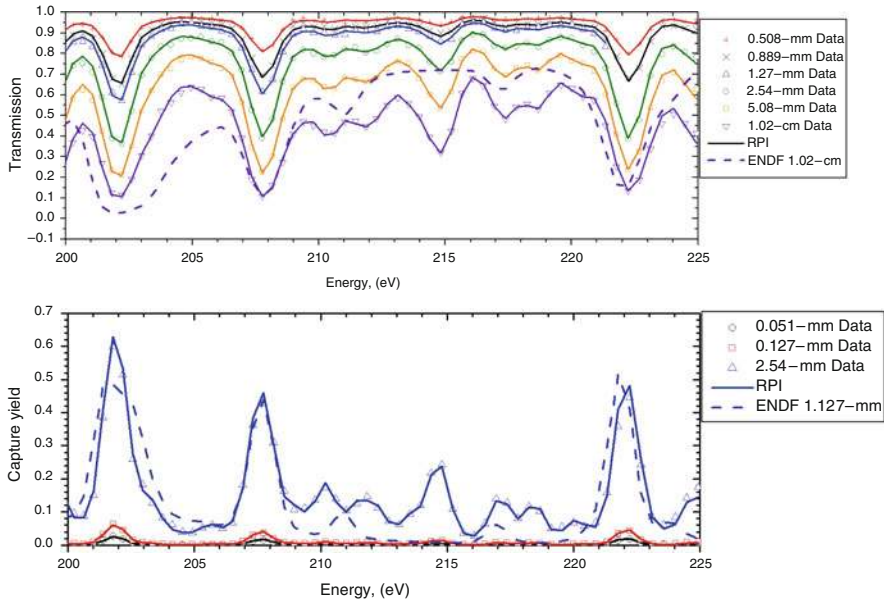 1.0
0.9
0.8
0.7
0.6
0.5
0.4
0.3
0.2
0.1
0.0
−0.1
Transmission
200
205
210
215
220
225
Energy, (eV)
0.508−mm Data
0.889−mm Data
1.27−mm Data
2.54−mm Data
5.08−mm Data
1.02−cm Data
RPI
ENDF 1.02−cm
0.7
0.6
0.5
0.4
0.3
0.2
0.1
0.0
Capture yield
200
205
210
215
220
225
Energy, (eV)
0.051−mm Data
0.127−mm Data
2.54−mm Data
RPI
ENDF 1.127−mm